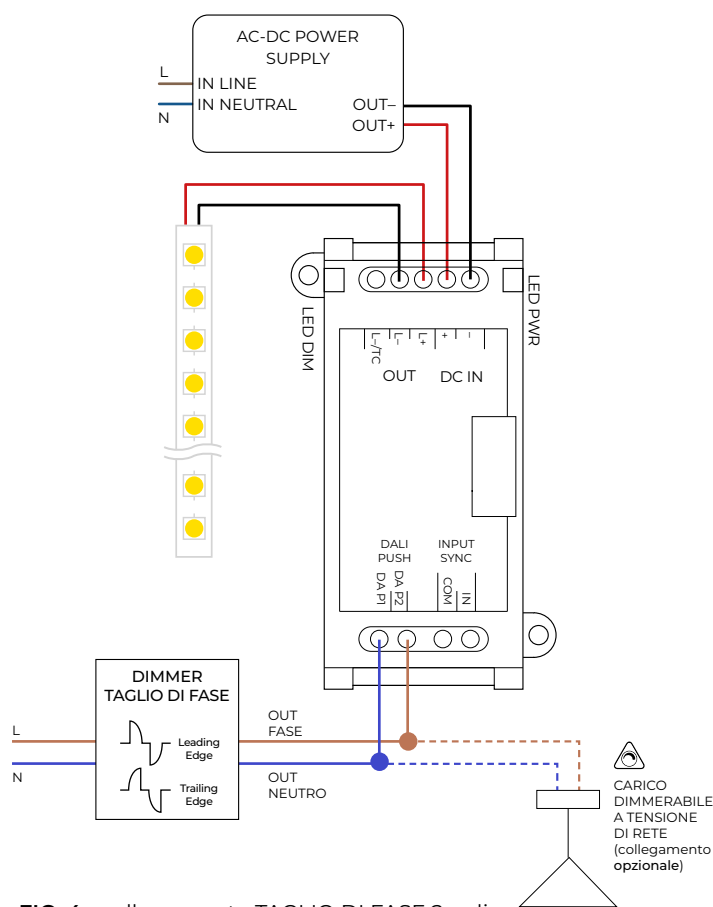 AC-DC POWER
SUPPLY
L
IN LINE
IN NEUTRAL
N
OUT–
OUT+
LED DIM
LED PWR
L–/TC
L–
L+
+
–
OUT
DC IN
DALI
PUSH
INPUT
SYNC
DA P1
DA P2
COM
IN
DIMMER
TAGLIO DI FASE
Leading
Edge
Trailing
Edge
L
N
OUT
FASE
OUT
NEUTRO
CARICO
DIMMERABILE
A TENSIONE
DI RETE
(collegamento
opzionale)